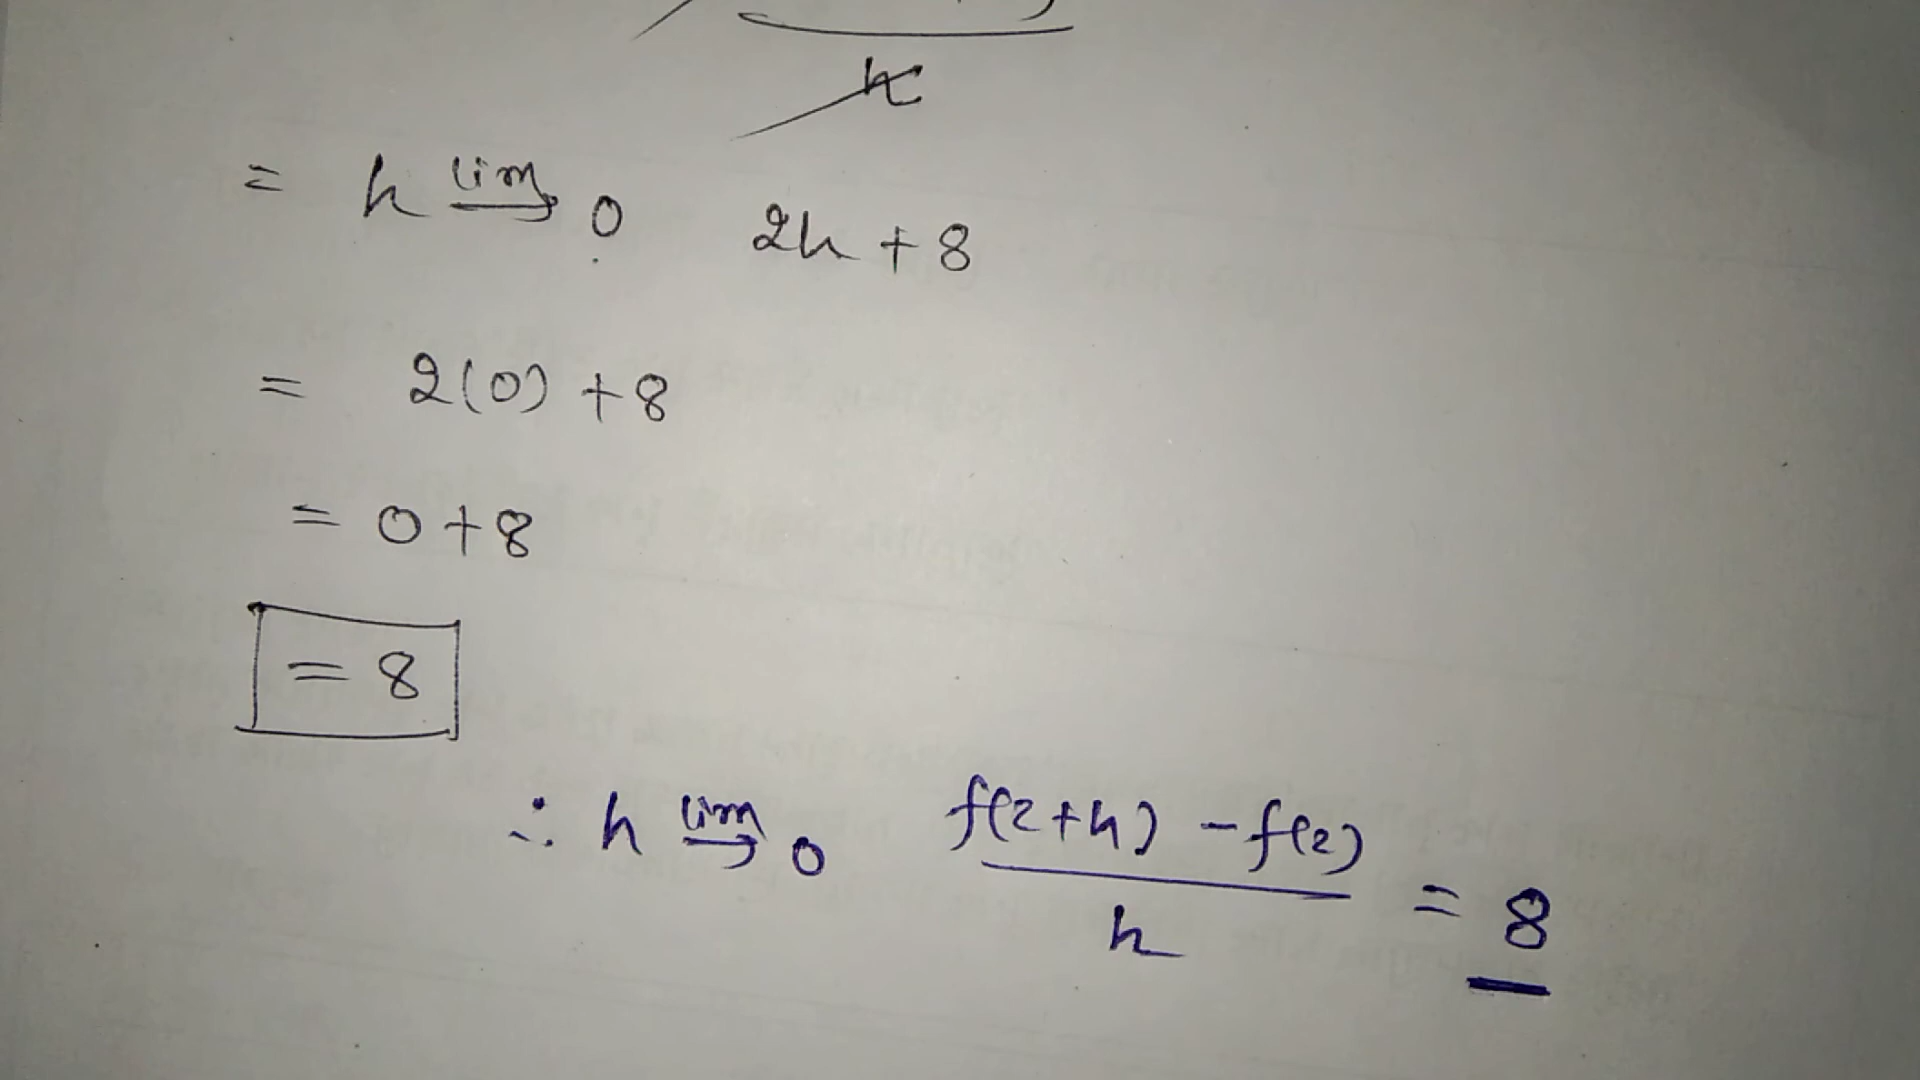 h
= h lim→ 0 2h + 8
= 2(0) + 8
= 0 + 8
= 8
∴ h lim→ 0 f(2+h) - f(2) / h = 8